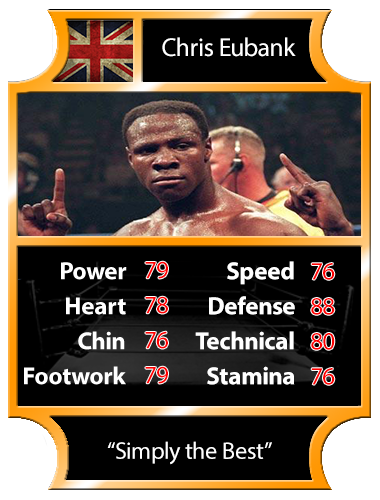 Chris Eubank
Power 79 Speed 76
Heart 78 Defense 88
Chin 76 Technical 80
Footwork 79 Stamina 76
“Simply the Best”